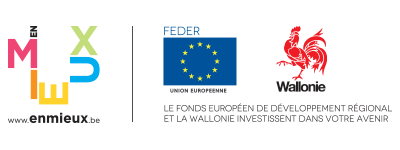 EN
MIEUX
www.enmieux.be
FEDER
UNION EUROPEENNE
Wallonie
LE FONDS EUROPÉEN DE DÉVELOPPEMENT RÉGIONAL
ET LA WALLONIE INVESTISSENT DANS VOTRE AVENIR